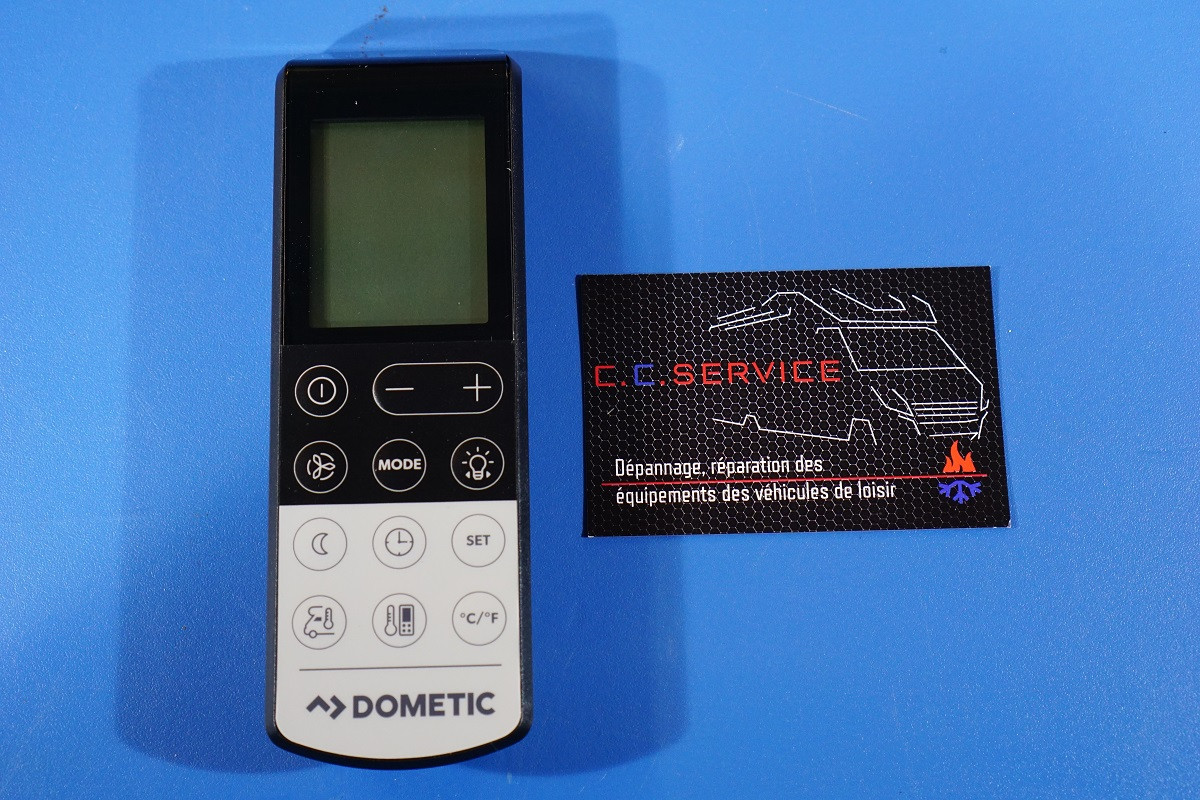 MODE
SET
°C/°F
DOMETIC
C.C.SERVICE
Dépannage, réparation des
équipements des véhicules de loisir